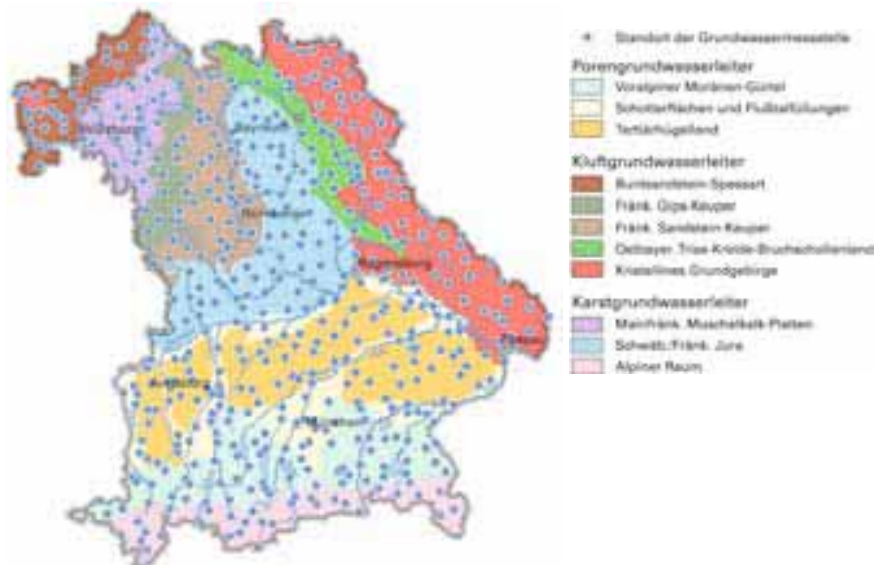 Würzburg
Bayreuth
Nürnberg
Regensburg
Passau
Augsburg
München
Standort der Grundwassermessstelle
Porengrundwasserleiter
Voralpiner Moränen-Gürtel
Schotterflächen und Flußtalfüllungen
Tertiärhügelland
Kluftgrundwasserleiter
Buntsandstein-Spessart
Fränk. Gips-Keuper
Fränk. Sandstein-Keuper
Ostbayer. Trias-Kreide-Bruchschollenland
Kristallines Grundgebirge
Karstgrundwasserleiter
Mainfränk. Muschelkalk-Platten
Schwäb./Fränk. Jura
Alpiner Raum